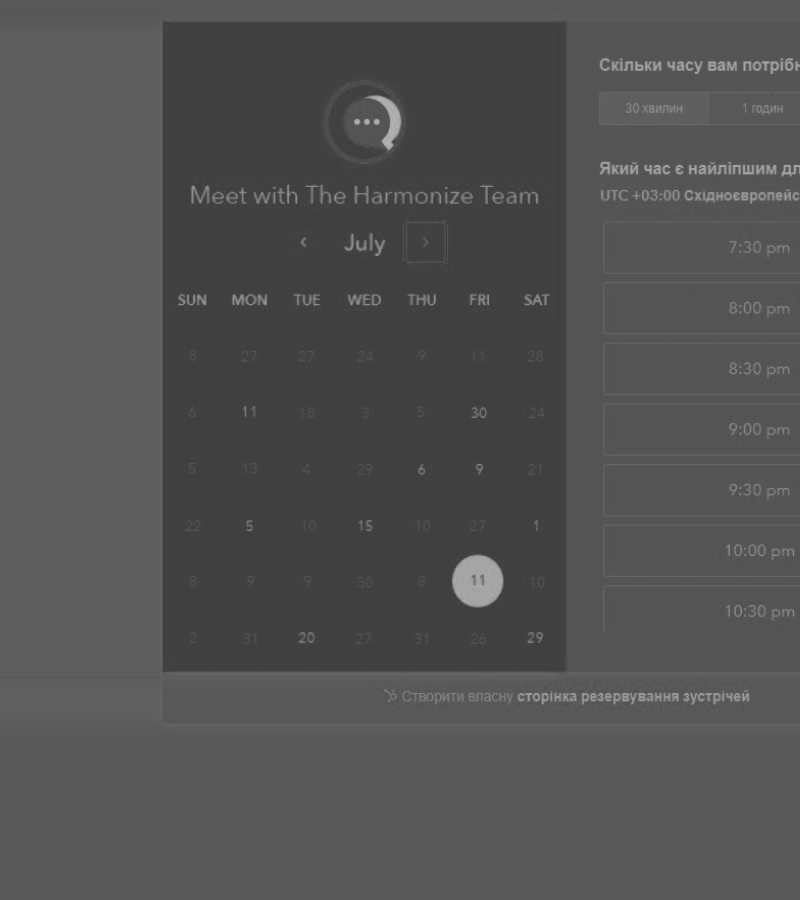 Meet with The Harmonize Team
July
SUN MON TUE WED THU FRI SAT
8 27 27 24 9 11 28
6 11 18 3 5 30 24
5 13 4 29 6 9 21
22 5 10 15 10 27 1
8 9 9 30 8 11 10
2 31 20 27 31 26 29
Скільки часу вам
30 хвилин 1 годин
Який час є найліпшим
UTC +03:00
7:30 pm
8:00 pm
8:30 pm
9:00 pm
9:30 pm
10:00 pm
10:30 pm
Створити власну сторінка резервування зустрічей